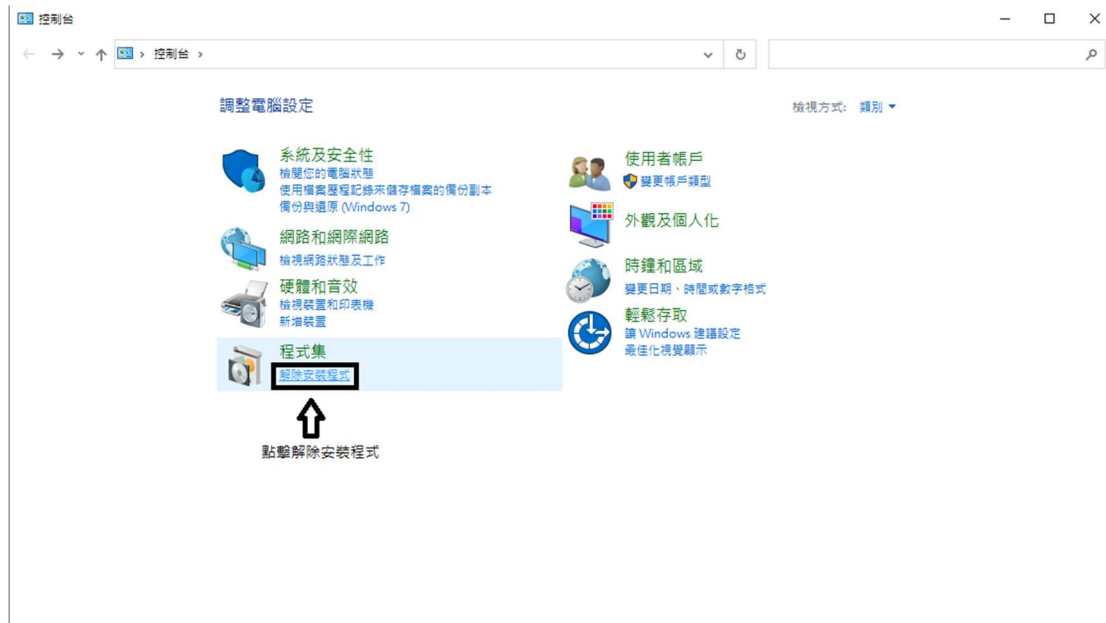 控制台
控制台
調整電腦設定
檢視方式: 類別
系統及安全性
檢閱您的電腦狀態
使用檔案歷程記錄來儲存檔案的備份副本
備份與還原 (Windows 7)
網路和網際網路
檢視網路狀態及工作
硬體和音效
檢視裝置和印表機
新增裝置
程式集
解除安裝程式
使用者帳戶
變更帳戶類型
外觀及個人化
時鐘和區域
變更日期、時間或數字格式
輕鬆存取
讓 Windows 建議設定
最佳化視覺顯示
點擊解除安裝程式